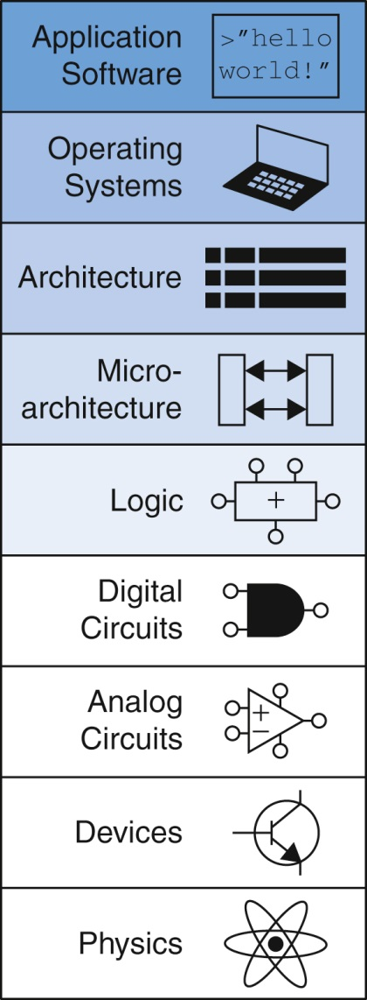 Application
Software
>"hello
world!"
Operating
Systems
Architecture
Micro-
architecture
Logic
+
Digital
Circuits
Analog
Circuits
+
−
Devices
Physics